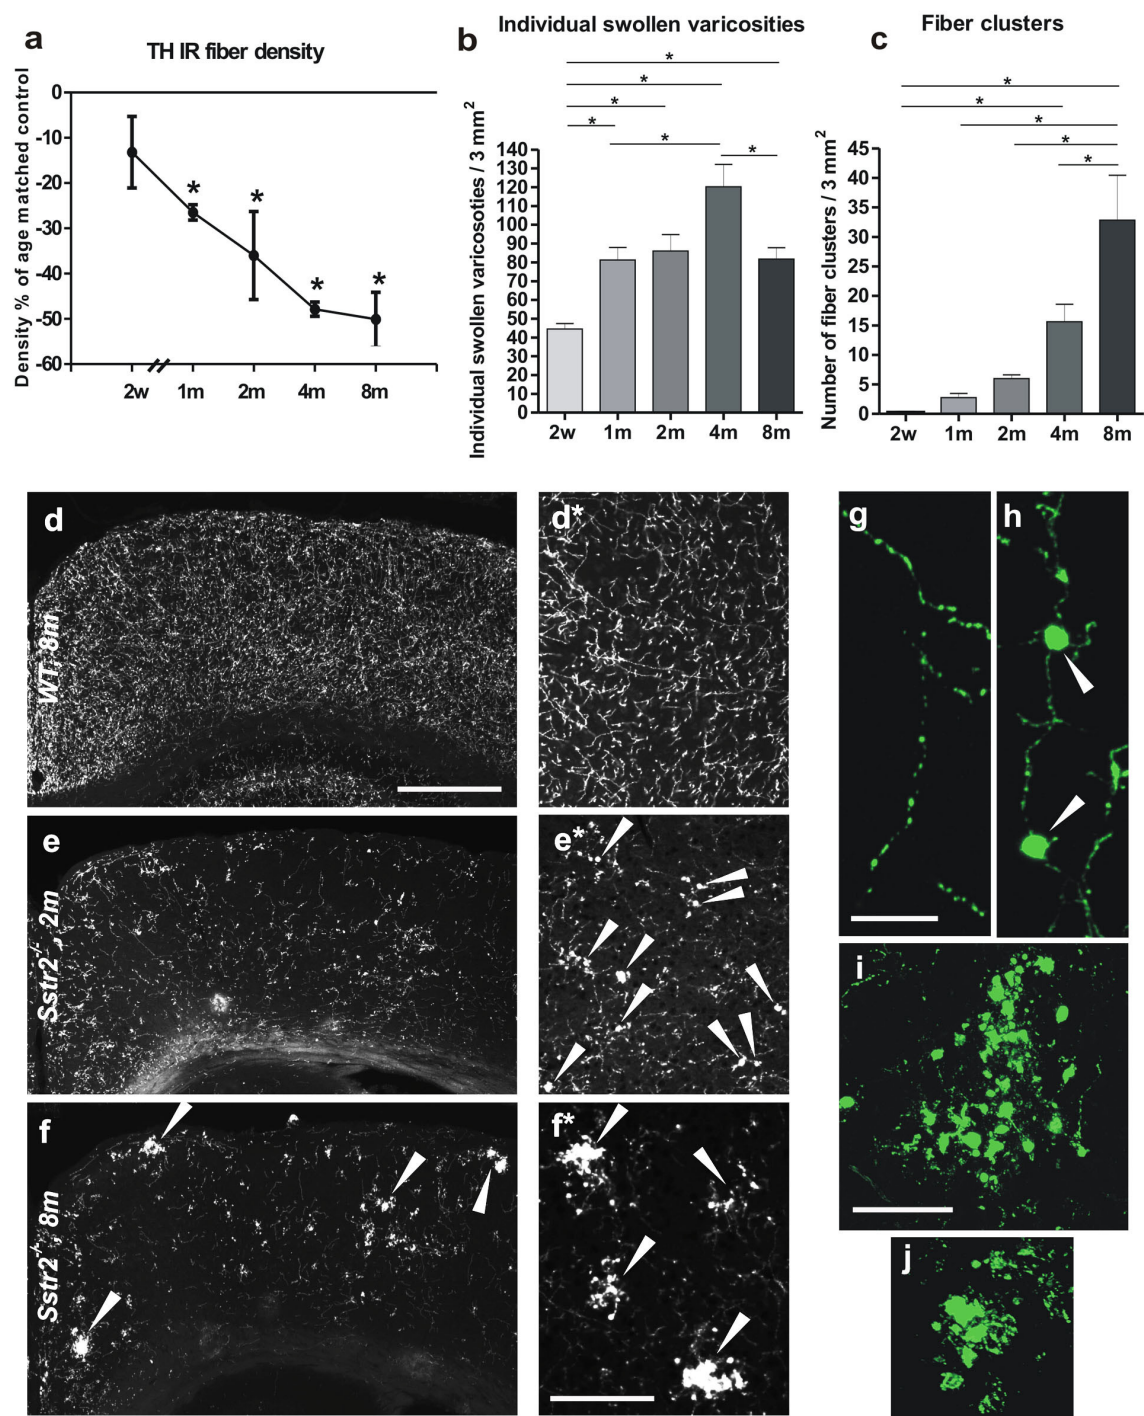 a
TH IR fiber density
Density % of age matched control
0
-10
-20
-30
-40
-50
-60
* * * *
2w 1m 2m 4m 8m
b
Individual swollen varicosities
Individual swollen varicosoties / 3 mm²
* * * * * *
140
130
120
110
100
90
80
70
60
50
40
30
20
10
0
2w 1m 2m 4m 8m
c
Fiber clusters
Number of fiber clusters / 3 mm²
* * * * *
45
40
35
30
25
20
15
10
5
0
2w 1m 2m 4m 8m
d
WT, 8m
d*
e
Sstr2-/-, 2m
e*
f
Sstr2-/-, 8m
f*
g
h
i
j